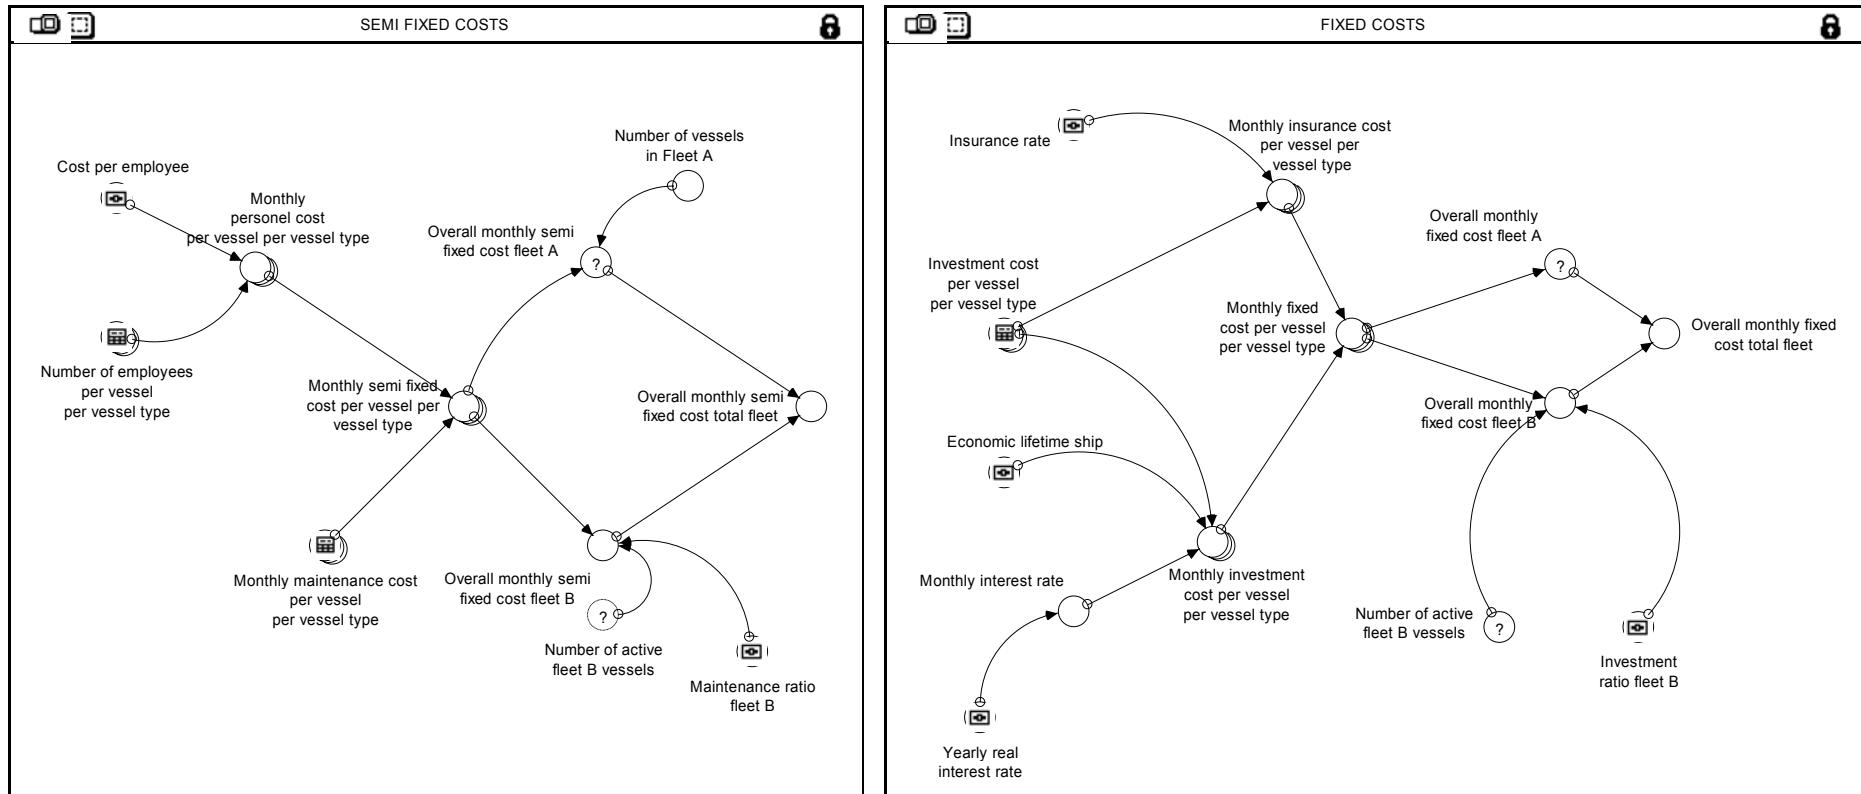 SEMI FIXED COSTS
Number of vessels
in Fleet A
Cost per employee
Monthly
personel cost
per vessel per vessel type
Overall monthly semi
fixed cost fleet A
?
Number of employees
per vessel
per vessel type
Monthly semi fixed
cost per vessel per
vessel type
Overall monthly semi
fixed cost total fleet
Monthly maintenance cost
per vessel
per vessel type
Overall monthly semi
fixed cost fleet B
?
Number of active
fleet B vessels
Maintenance ratio
fleet B
FIXED COSTS
Insurance rate
Monthly insurance cost
per vessel per
vessel type
Overall monthly
fixed cost fleet A
?
Investment cost
per vessel
per vessel type
Monthly fixed
cost per vessel
per vessel type
Overall monthly fixed
cost total fleet
Overall monthly
fixed cost fleet B
Economic lifetime ship
Monthly interest rate
Monthly investment
cost per vessel
per vessel type
Number of active
fleet B vessels
?
Investment
ratio fleet B
Yearly real
interest rate